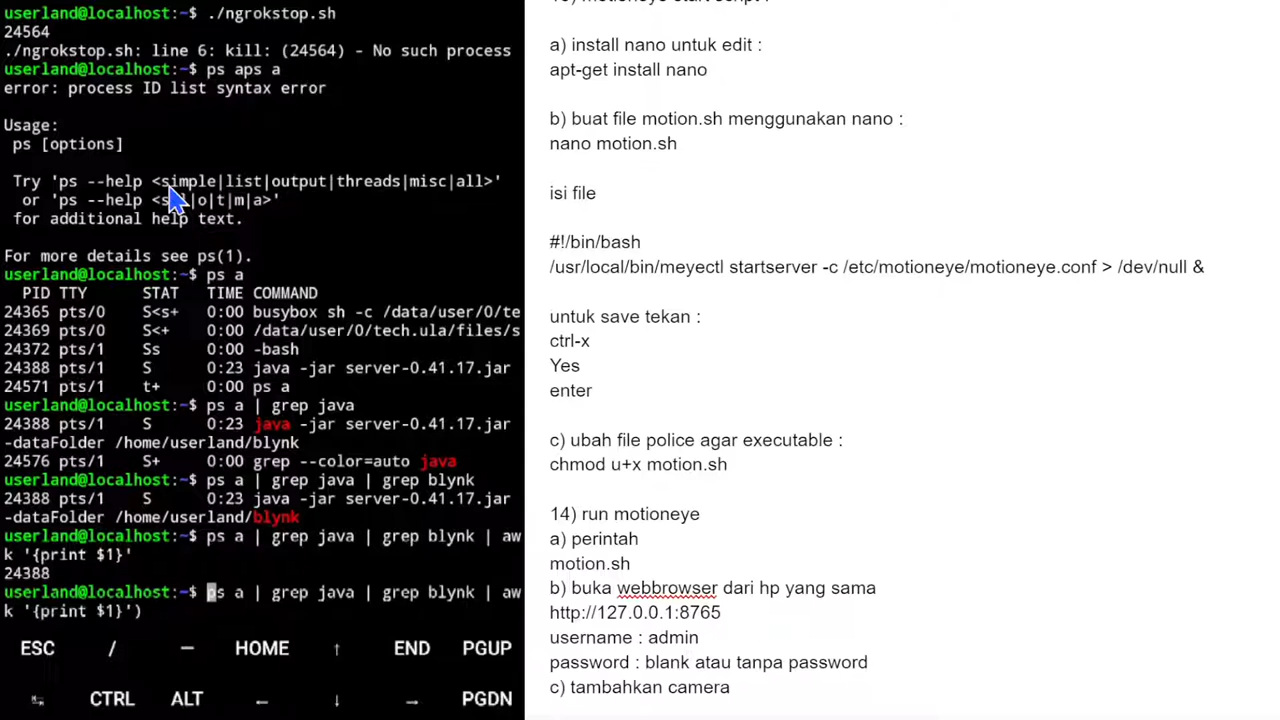 userland@localhost:~$ ./ngrokstop.sh
24564
./ngrokstop.sh: line 6: kill: (24564) - No such process
userland@localhost:~$ ps aps a
error: process ID list syntax error
Usage:
ps [options]
Try 'ps --help <simple|list|output|threads|misc|all>'
or 'ps --help <s|l|o|t|m|a>'
for additional help text.
For more details see ps(1).
userland@localhost:~$ ps a
PID TTY STAT TIME COMMAND
24365 pts/0 S<s+ 0:00 busybox sh -c /data/user/0/te
24369 pts/0 S<+ 0:00 /data/user/0/tech.ula/files/s
24372 pts/1 Ss 0:00 -bash
24388 pts/1 S 0:23 java -jar server-0.41.17.jar
24571 pts/1 t+ 0:00 ps a
userland@localhost:~$ ps a | grep java
24388 pts/1 S 0:23 java -jar server-0.41.17.jar
-dataFolder /home/userland/blynk
24576 pts/1 S+ 0:00 grep --color=auto java
userland@localhost:~$ ps a | grep java | grep blynk
24388 pts/1 S 0:23 java -jar server-0.41.17.jar
-dataFolder /home/userland/blynk
userland@localhost:~$ ps a | grep java | grep blynk | aw
k '{print $1}'
24388
userland@localhost:~$ ps a | grep java | grep blynk | aw
k '{print $1}')
ESC / — HOME ↑ END PGUP
↹ CTRL ALT ← ↓ → PGDN
a) install nano untuk edit :
apt-get install nano
b) buat file motion.sh menggunakan nano :
nano motion.sh
isi file
#!/bin/bash
/usr/local/bin/meyectl startserver -c /etc/motioneye/motioneye.conf > /dev/null &
untuk save tekan :
ctrl-x
Yes
enter
c) ubah file police agar executable :
chmod u+x motion.sh
14) run motioneye
a) perintah
motion.sh
b) buka webbrowser dari hp yang sama
http://127.0.0.1:8765
username : admin
password : blank atau tanpa password
c) tambahkan camera